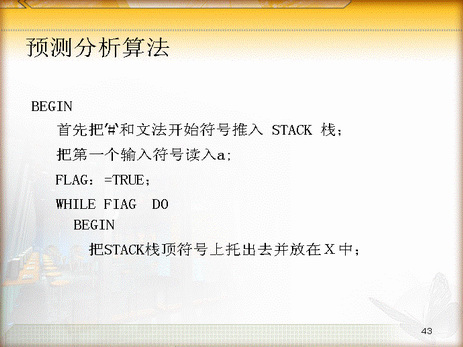 预测分析算法
BEGIN
首先把‘#’和文法开始符号推入 STACK 栈；
把第一个输入符号读入a;
FLAG：=TRUE；
WHILE FIAG DO
BEGIN
把STACK栈顶符号上托出去并放在X中；
43